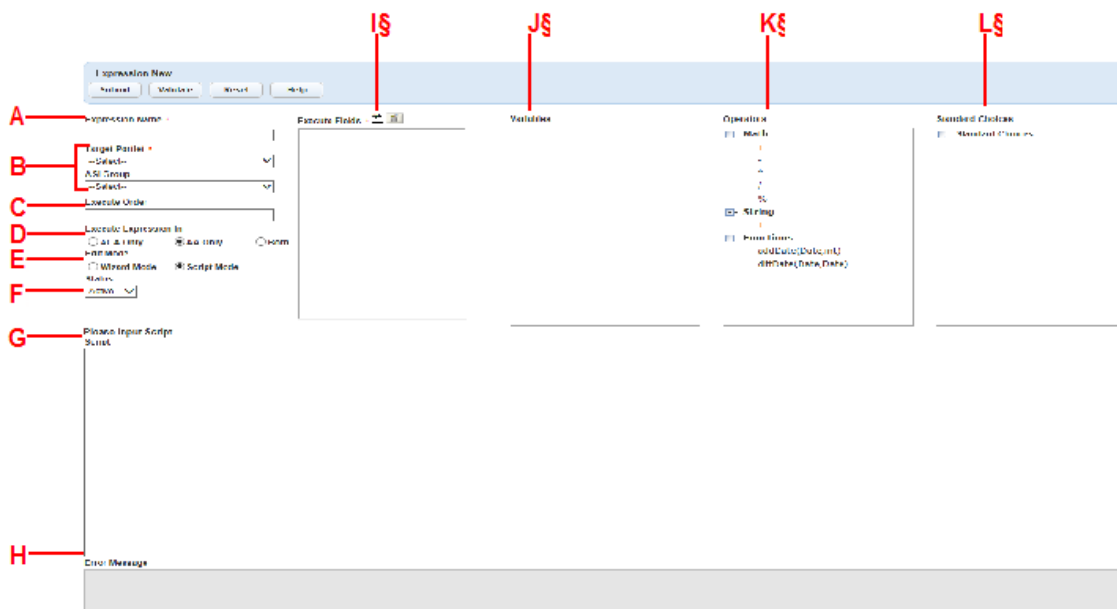 I§ J§ K§ L§
Expression New
Submit Validate Reset Help
A Expression Name Execute Fields Variables Operators Standard Choices
Math Standard Choices
Target Portlet *
B --Select--
ASI Group
--Select--
/
%
C Execute Order
String
D Execute Expression In
ACA Only AA Only Both
Functions
addDate(Date,int)
diffDate(Date,Date)
E Edit Mode
Wizard Mode Script Mode
Status
F Active
G Please Input Script
Script
H
Error Message